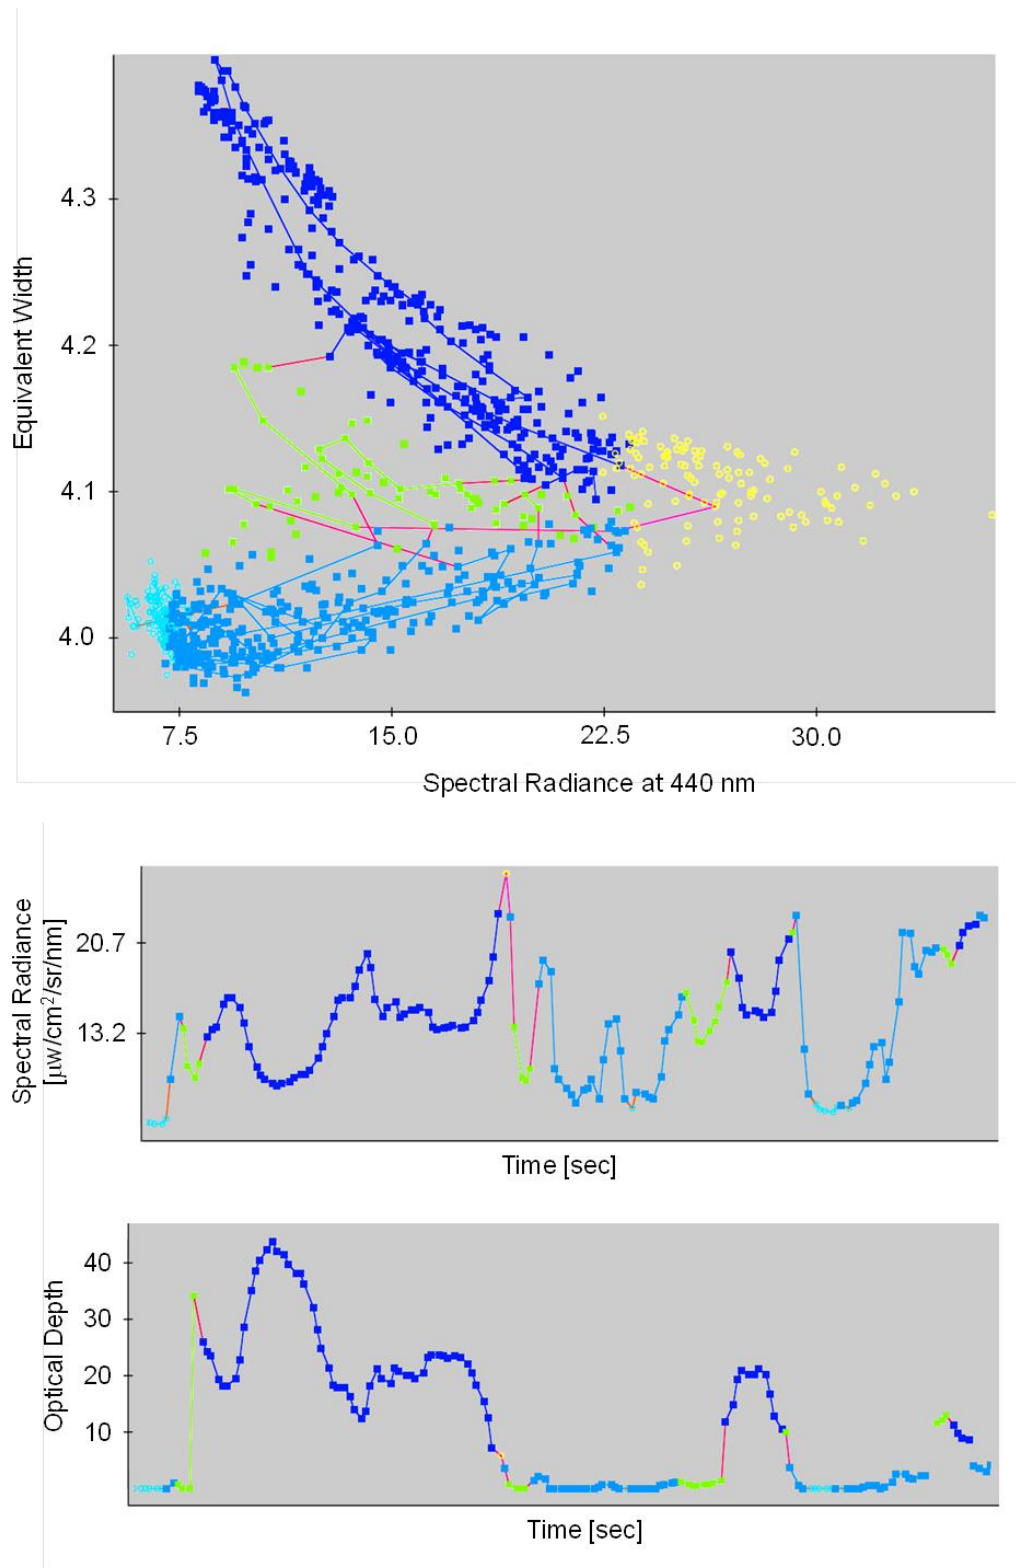 4.3
4.2
4.1
4.0
Equivalent Width
7.5 15.0 22.5 30.0
Spectral Radiance at 440 nm
Spectral Radiance
[μw/cm²/sr/nm]
20.7
13.2
Time [sec]
Optical Depth
40
30
20
10
Time [sec]